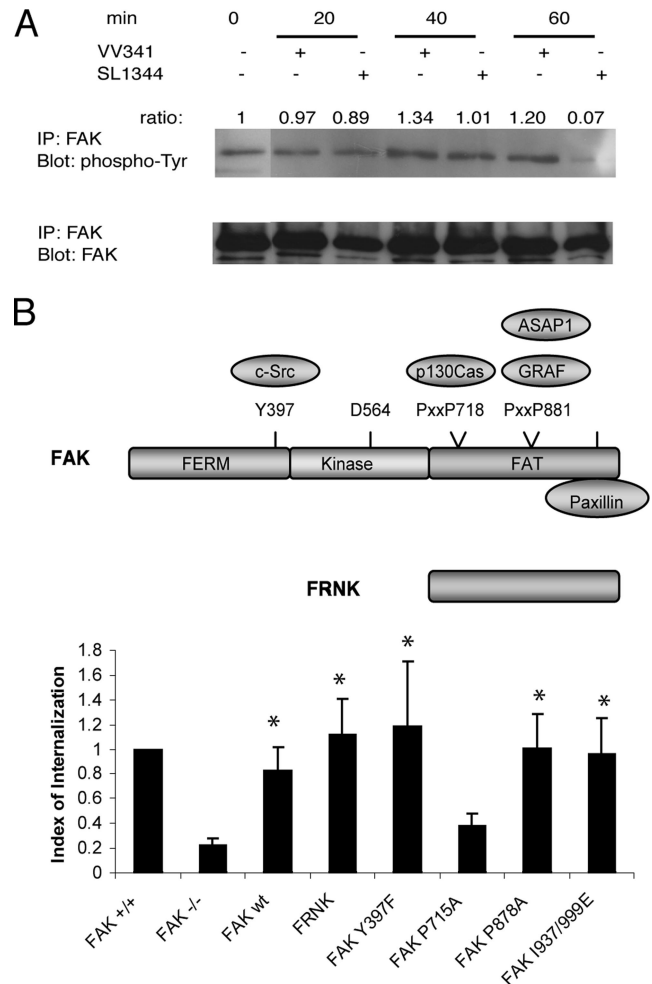 A
min 0 20 40 60
VV341 - + - + - + -
SL1344 - - + - + - +
ratio: 1 0.97 0.89 1.34 1.01 1.20 0.07
IP: FAK
Blot: phospho-Tyr
IP: FAK
Blot: FAK
B
ASAP1
c-Src p130Cas GRAF
Y397 D564 PxxP718 PxxP881
FAK FERM Kinase FAT
Paxillin
FRNK
Index of Internalization
1.8
1.6
1.4
1.2
1
0.8
0.6
0.4
0.2
0
* * * * *
FAK +/+
FAK -/-
FAK wt
FRNK
FAK Y397F
FAK P715A
FAK P878A
FAK I937/999E